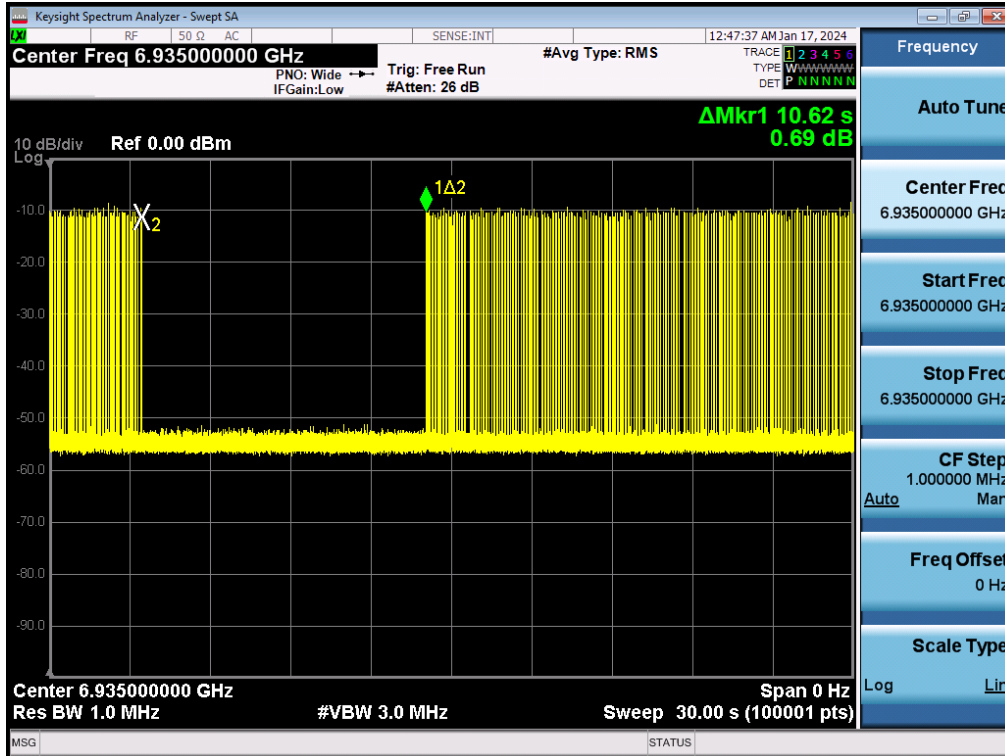 Keysight Spectrum Analyzer - Swept SA
LXI RF 50 Ω AC SENSE:INT 12:47:37 AM Jan 17, 2024
Center Freq 6.935000000 GHz
#Avg Type: RMS
TRACE 1 2 3 4 5 6
PNO: Wide Trig: Free Run
TYPE WWWWWW
IFGain:Low #Atten: 26 dB
DET P N N N N N
ΔMkr1 10.62 s
0.69 dB
10 dB/div Ref 0.00 dBm
Log
1Δ2
X2
-10.0
-20.0
-30.0
-40.0
-50.0
-60.0
-70.0
-80.0
-90.0
Center 6.935000000 GHz Span 0 Hz
Res BW 1.0 MHz #VBW 3.0 MHz Sweep 30.00 s (100001 pts)
MSG STATUS
Frequency
Auto Tune
Center Freq
6.935000000 GHz
Start Freq
6.935000000 GHz
Stop Freq
6.935000000 GHz
CF Step
1.000000 MHz
Auto Man
Freq Offset
0 Hz
Scale Type
Log Lin